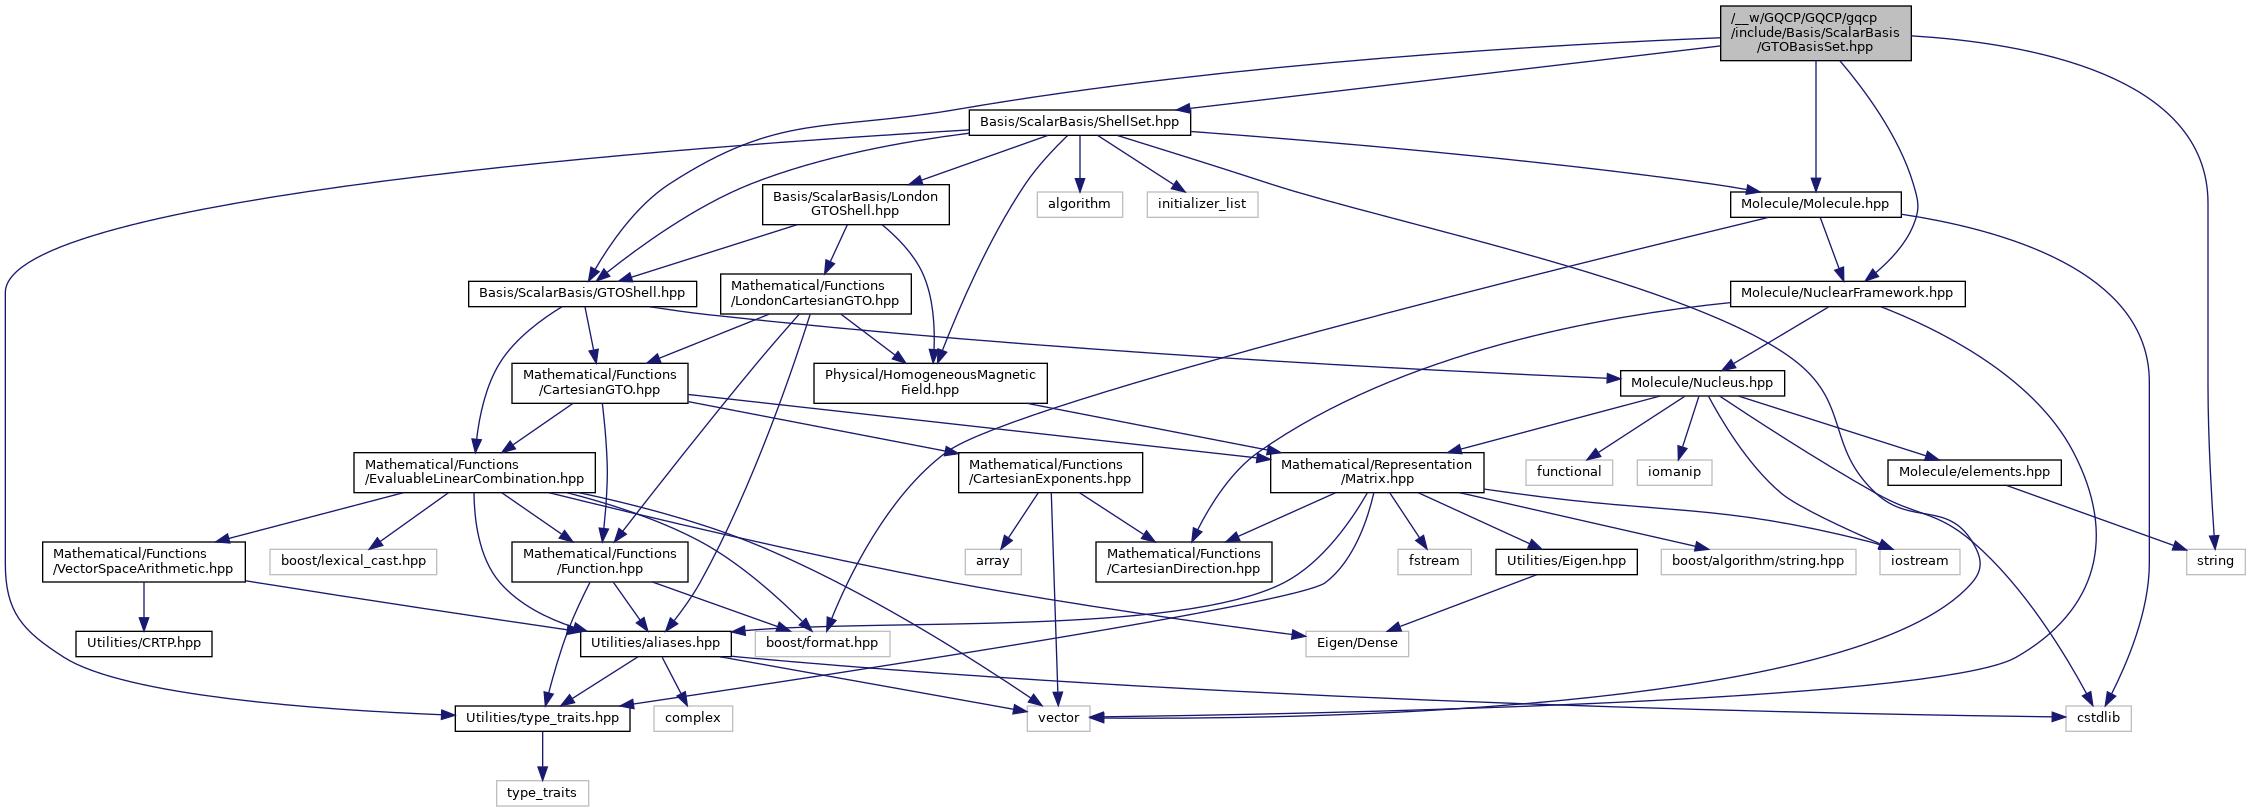 /__w/GQCP/GQCP/gqcp
/include/Basis/ScalarBasis
/GTOBasisSet.hpp
Basis/ScalarBasis/ShellSet.hpp
Basis/ScalarBasis/London
GTOShell.hpp
algorithm
initializer_list
Molecule/Molecule.hpp
Basis/ScalarBasis/GTOShell.hpp
Mathematical/Functions
/LondonCartesianGTO.hpp
Molecule/NuclearFramework.hpp
Mathematical/Functions
/CartesianGTO.hpp
Physical/HomogeneousMagnetic
Field.hpp
Molecule/Nucleus.hpp
Mathematical/Functions
/EvaluableLinearCombination.hpp
Mathematical/Functions
/CartesianExponents.hpp
Mathematical/Representation
/Matrix.hpp
functional
iomanip
Molecule/elements.hpp
Mathematical/Functions
/VectorSpaceArithmetic.hpp
boost/lexical_cast.hpp
Mathematical/Functions
/Function.hpp
array
Mathematical/Functions
/CartesianDirection.hpp
fstream
Utilities/Eigen.hpp
boost/algorithm/string.hpp
iostream
string
Utilities/CRTP.hpp
Utilities/aliases.hpp
boost/format.hpp
Eigen/Dense
Utilities/type_traits.hpp
complex
vector
cstdlib
type_traits